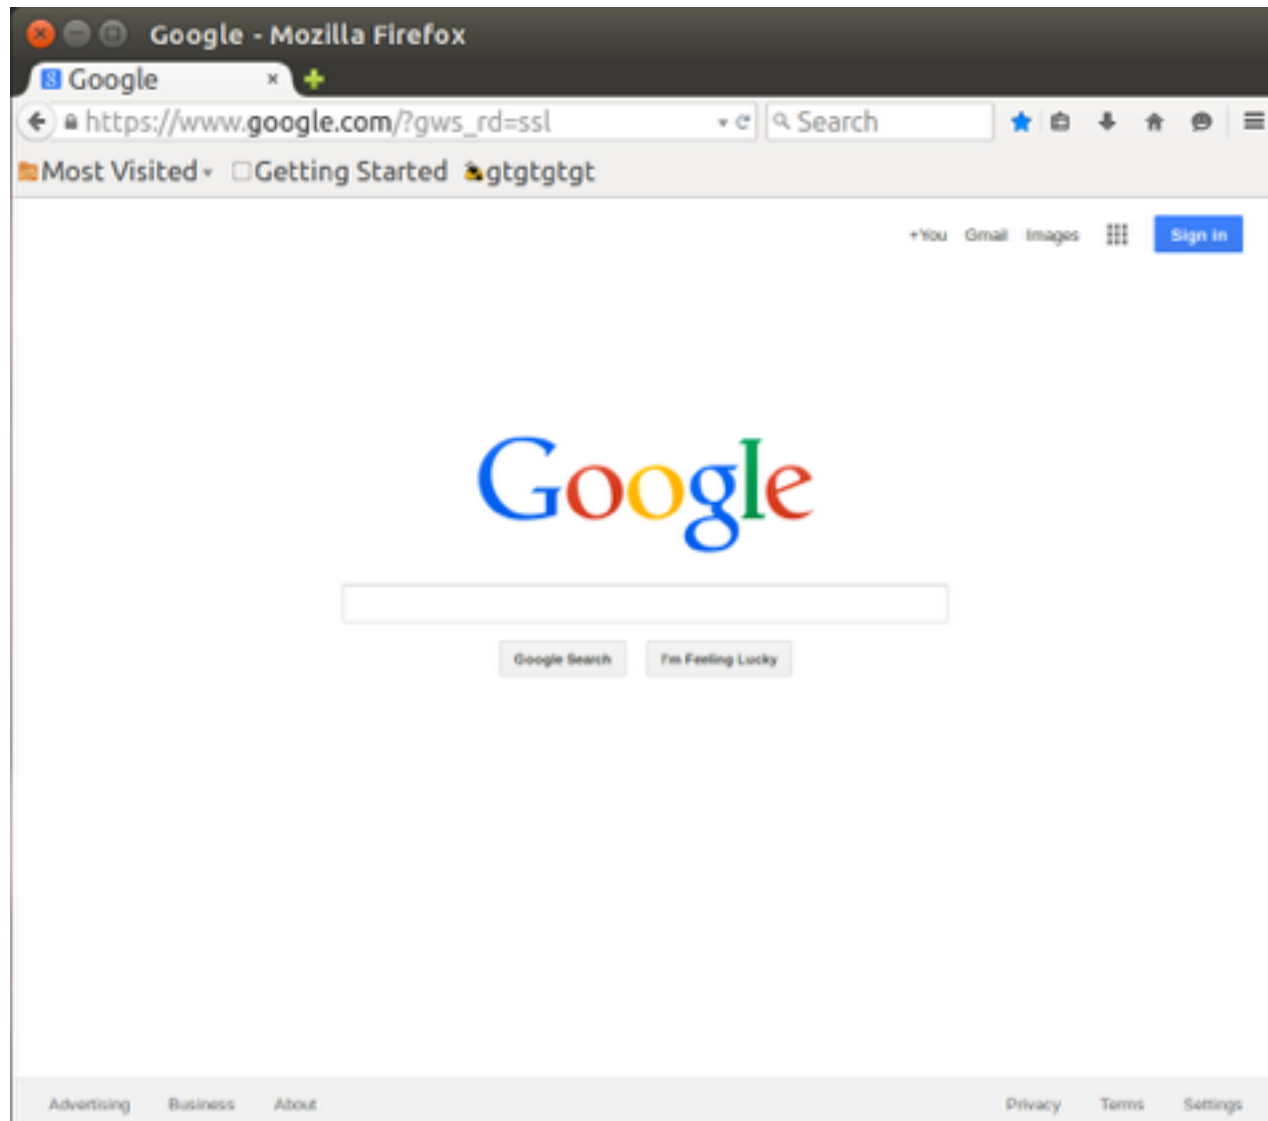 Google - Mozilla Firefox
Google
https://www.google.com/?gws_rd=ssl Search
Most Visited Getting Started gtgtgtgt
+You Gmail Images Sign in
Google
Google Search I'm Feeling Lucky
Advertising Business About Privacy Terms Settings